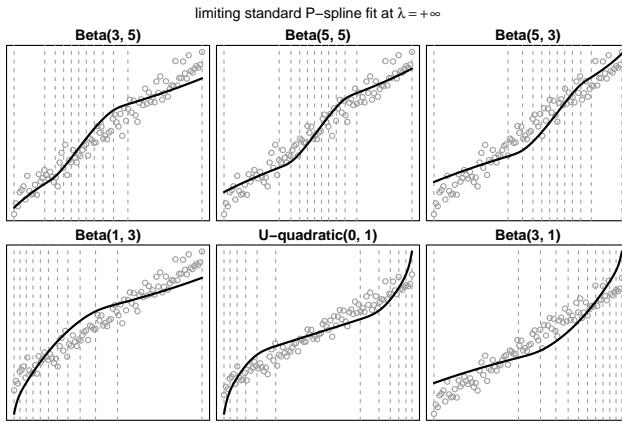 limiting standard P−spline fit at λ = +∞
Beta(3, 5)
Beta(5, 5)
Beta(5, 3)
Beta(1, 3)
U−quadratic(0, 1)
Beta(3, 1)